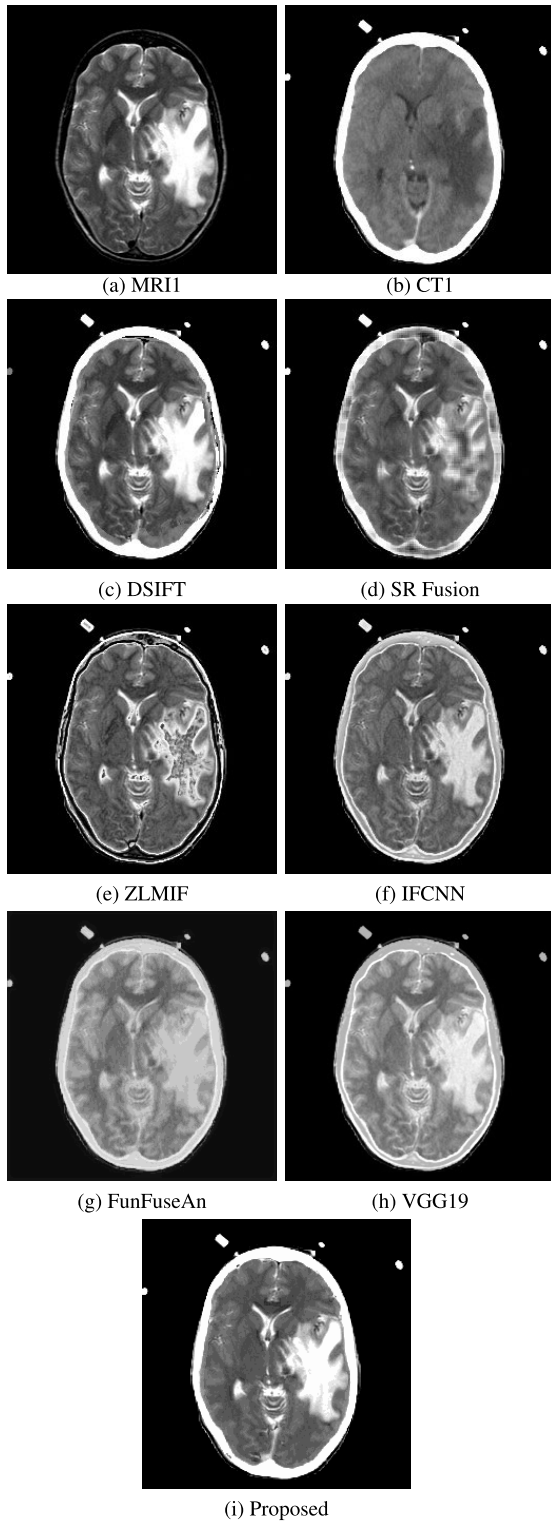 (a) MRI1
(b) CT1
(c) DSIFT
(d) SR Fusion
(e) ZLMIF
(f) IFCNN
(g) FunFuseAn
(h) VGG19
(i) Proposed